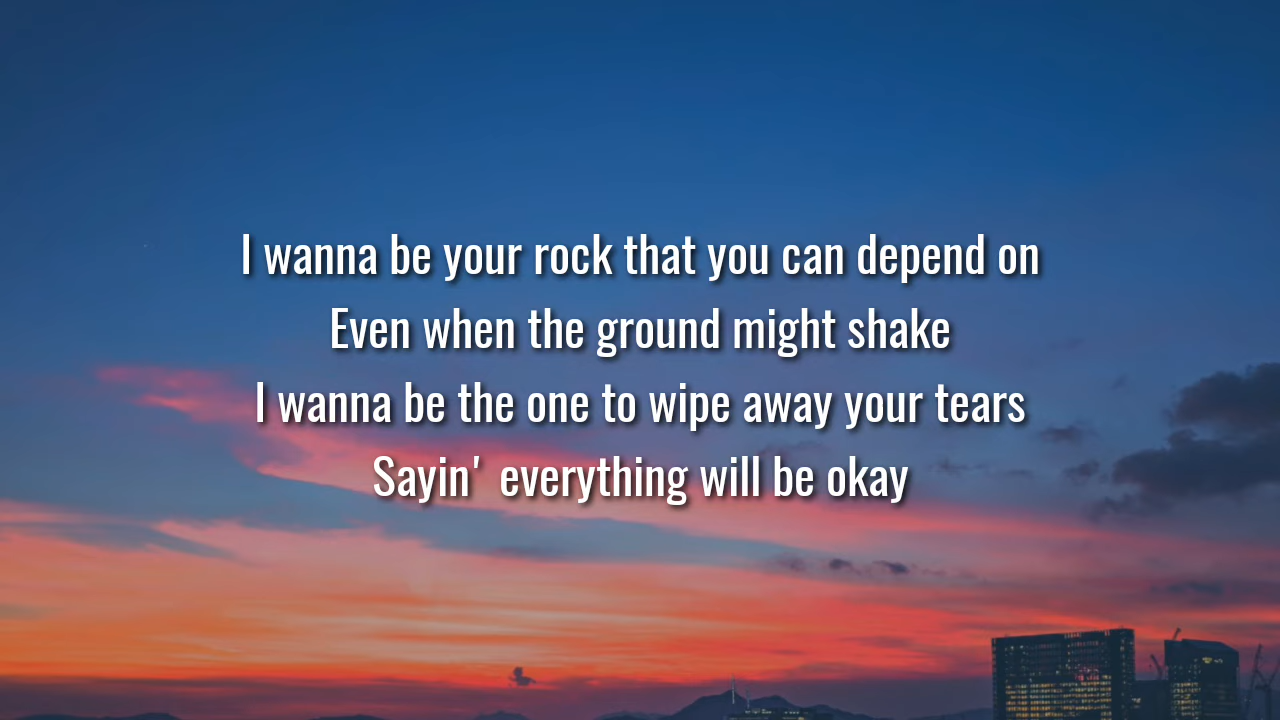 I wanna be your rock that you can depend on
Even when the ground might shake
I wanna be the one to wipe away your tears
Sayin' everything will be okay